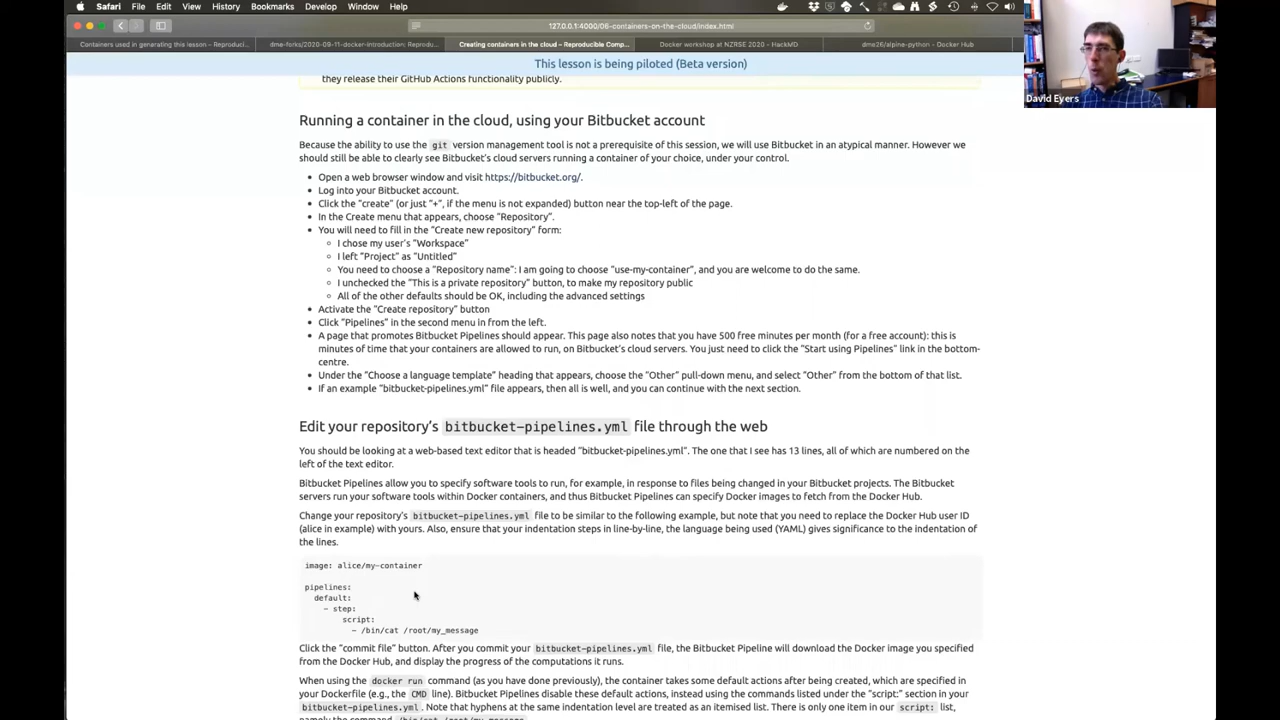 Safari File Edit View History Bookmarks Develop Window Help
127.0.0.1:4000/06-containers-on-the-cloud/index.html
Containers used in generating this lesson – Reproduci... dme-forks/2020-09-11-docker-introduction: Reprodu... Creating containers in the cloud – Reproducible Comp... Docker workshop at NZRSE 2020 - HackMD dme26/alpine-python - Docker Hub
This lesson is being piloted (Beta version)
they release their GitHub Actions functionality publicly.
David Eyers
Running a container in the cloud, using your Bitbucket account
Because the ability to use the git version management tool is not a prerequisite of this session, we will use Bitbucket in an atypical manner. However we
should still be able to clearly see Bitbucket's cloud servers running a container of your choice, under your control.
• Open a web browser window and visit https://bitbucket.org/.
• Log into your Bitbucket account.
• Click the "create" (or just "+", if the menu is not expanded) button near the top-left of the page.
• In the Create menu that appears, choose "Repository".
• You will need to fill in the "Create new repository" form:
◦ I chose my user's "Workspace"
◦ I left "Project" as "Untitled"
◦ You need to choose a "Repository name": I am going to choose "use-my-container", and you are welcome to do the same.
◦ I unchecked the "This is a private repository" button, to make my repository public
◦ All of the other defaults should be OK, including the advanced settings
• Activate the "Create repository" button
• Click "Pipelines" in the second menu in from the left.
• A page that promotes Bitbucket Pipelines should appear. This page also notes that you have 500 free minutes per month (for a free account): this is
minutes of time that your containers are allowed to run, on Bitbucket's cloud servers. You just need to click the "Start using Pipelines" link in the bottom-
centre.
• Under the "Choose a language template" heading that appears, choose the "Other" pull-down menu, and select "Other" from the bottom of that list.
• If an example "bitbucket-pipelines.yml" file appears, then all is well, and you can continue with the next section.
Edit your repository's bitbucket-pipelines.yml file through the web
You should be looking at a web-based text editor that is headed "bitbucket-pipelines.yml". The one that I see has 13 lines, all of which are numbered on the
left of the text editor.
Bitbucket Pipelines allow you to specify software tools to run, for example, in response to files being changed in your Bitbucket projects. The Bitbucket
servers run your software tools within Docker containers, and thus Bitbucket Pipelines can specify Docker images to fetch from the Docker Hub.
Change your repository's bitbucket-pipelines.yml file to be similar to the following example, but note that you need to replace the Docker Hub user ID
(alice in example) with yours. Also, ensure that your indentation steps in line-by-line, the language being used (YAML) gives significance to the indentation of
the lines.
image: alice/my-container
pipelines:
default:
- step:
script:
- /bin/cat /root/my_message
Click the "commit file" button. After you commit your bitbucket-pipelines.yml file, the Bitbucket Pipeline will download the Docker image you specified
from the Docker Hub, and display the progress of the computations it runs.
When using the docker run command (as you have done previously), the container takes some default actions after being created, which are specified in
your Dockerfile (e.g., the CMD line). Bitbucket Pipelines disable these default actions, instead using the commands listed under the "script:" section in your
bitbucket-pipelines.yml. Note that hyphens at the same indentation level are treated as an itemised list. There is only one item in our script: list,
namely the command /bin/cat /root/my_message.